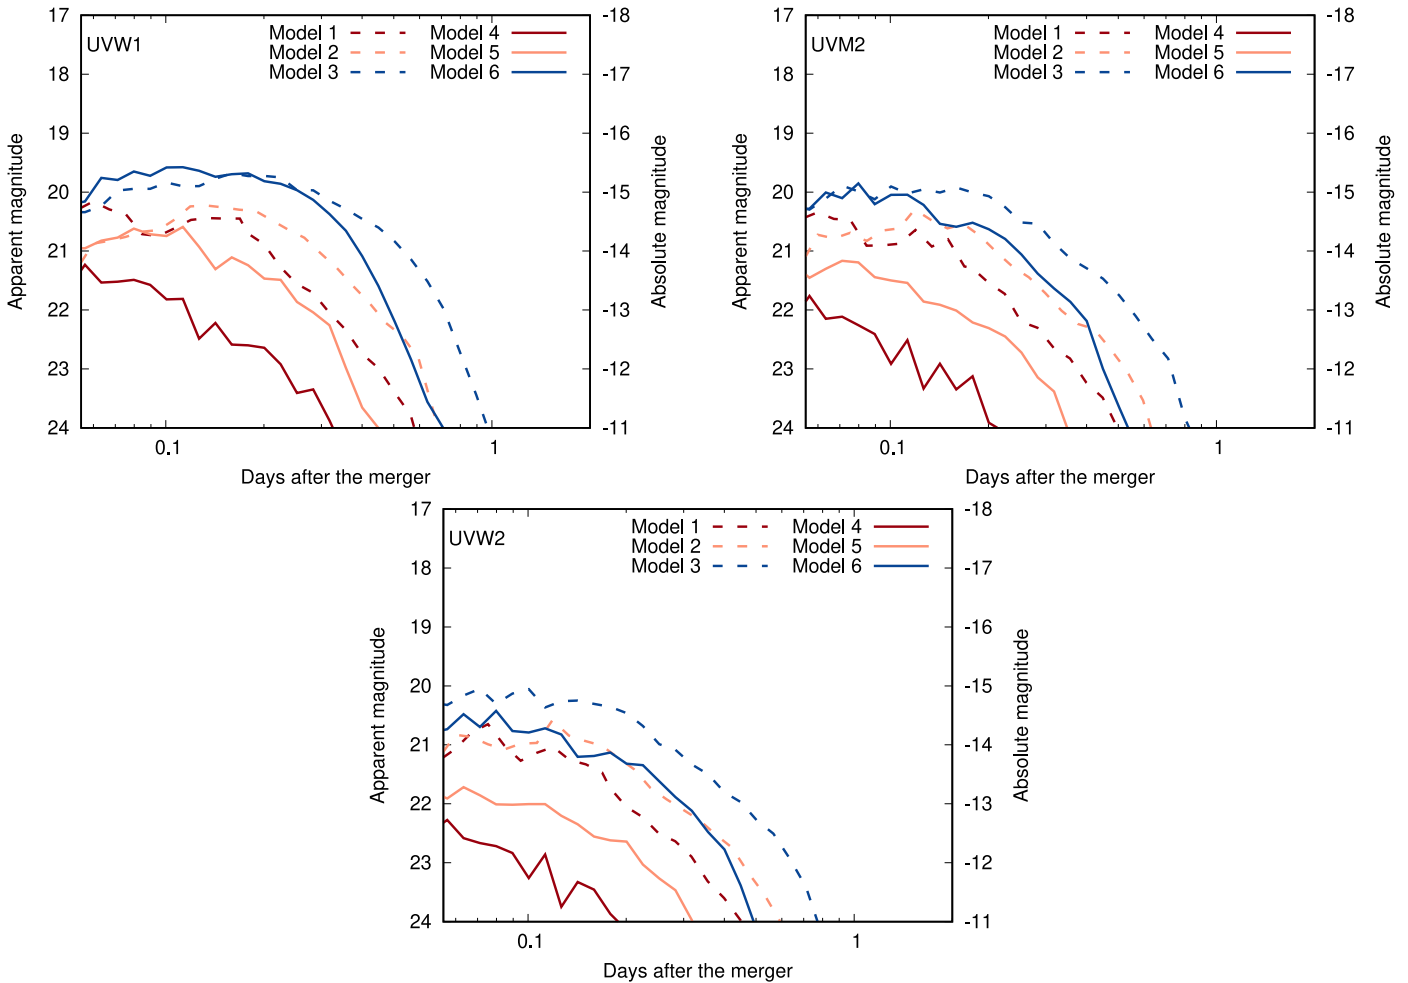 UVW1
Model 1 Model 4
Model 2 Model 5
Model 3 Model 6
17
18
19
20
21
22
23
24
-18
-17
-16
-15
-14
-13
-12
-11
0.1 1
Apparent magnitude
Absolute magnitude
Days after the merger
UVM2
Model 1 Model 4
Model 2 Model 5
Model 3 Model 6
17
18
19
20
21
22
23
24
-18
-17
-16
-15
-14
-13
-12
-11
0.1 1
Apparent magnitude
Absolute magnitude
Days after the merger
UVW2
Model 1 Model 4
Model 2 Model 5
Model 3 Model 6
17
18
19
20
21
22
23
24
-18
-17
-16
-15
-14
-13
-12
-11
0.1 1
Apparent magnitude
Absolute magnitude
Days after the merger